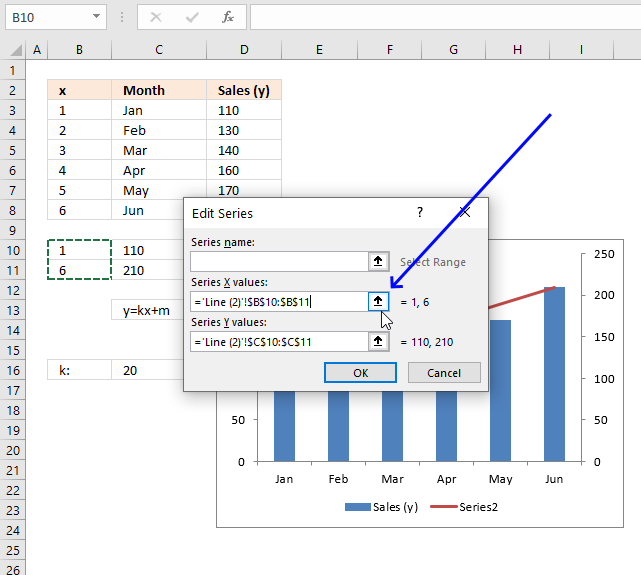 B10 fx
A B C D E F G H I
1
2 x Month Sales (y)
3 1 Jan 110
4 2 Feb 130
5 3 Mar 140
6 4 Apr 160
7 5 May 170
8 6 Jun
Edit Series ? ×
9
Series name:
10 1 110 250
Select Range
11 6 210
Series X values:
12
='Line (2)'!$B$10:$B$11 = 1, 6 200
13 y=kx+m
Series Y values:
14 150
='Line (2)'!$C$10:$C$11 = 110, 210
15
16 k: 20 OK Cancel 100
17
18
19 50 50
20
21 0 0
22 Jan Feb Mar Apr May Jun
23 Sales (y) Series2
24
25
26